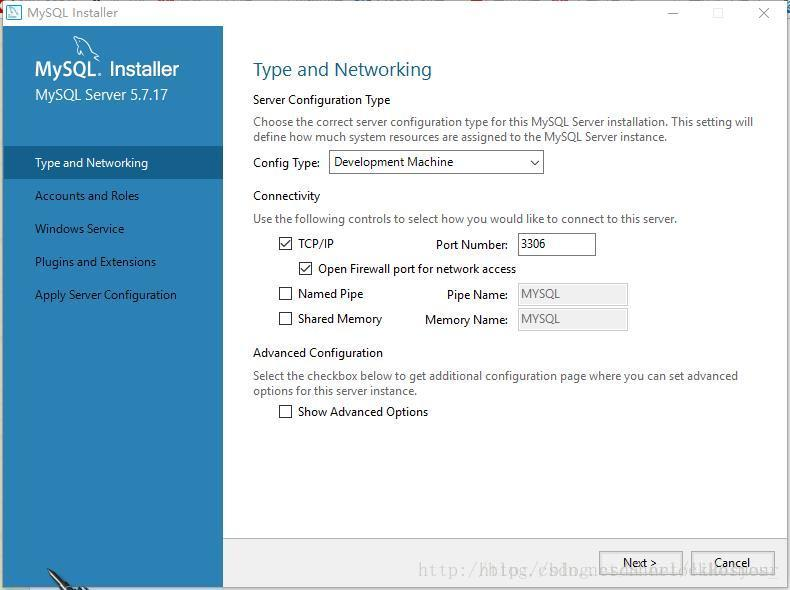 MySQL Installer
MySQL. Installer
MySQL Server 5.7.17
Type and Networking
Accounts and Roles
Windows Service
Plugins and Extensions
Apply Server Configuration
Type and Networking
Server Configuration Type
Choose the correct server configuration type for this MySQL Server installation. This setting will
define how much system resources are assigned to the MySQL Server instance.
Config Type: Development Machine
Connectivity
Use the following controls to select how you would like to connect to this server.
TCP/IP Port Number: 3306
Open Firewall port for network access
Named Pipe Pipe Name: MYSQL
Shared Memory Memory Name: MYSQL
Advanced Configuration
Select the checkbox below to get additional configuration page where you can set advanced
options for this server instance.
Show Advanced Options
Next > Cancel